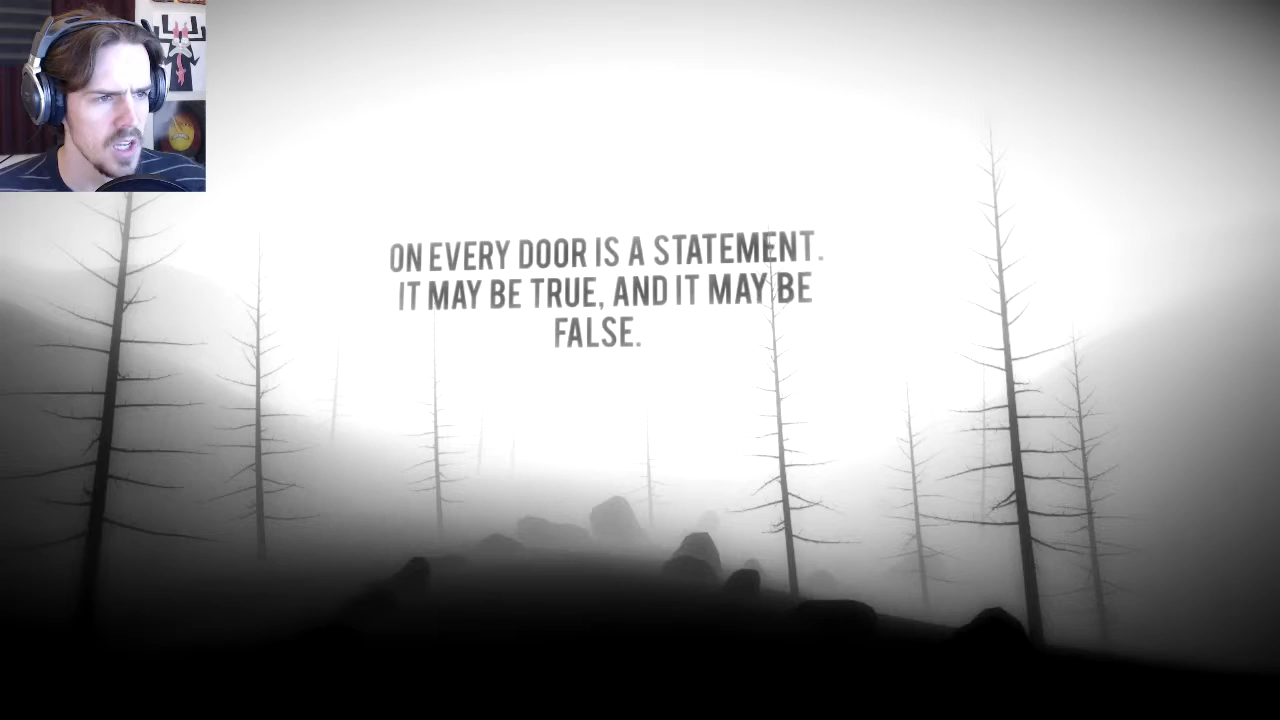 ON EVERY DOOR IS A STATEMENT.
IT MAY BE TRUE, AND IT MAY BE
FALSE.